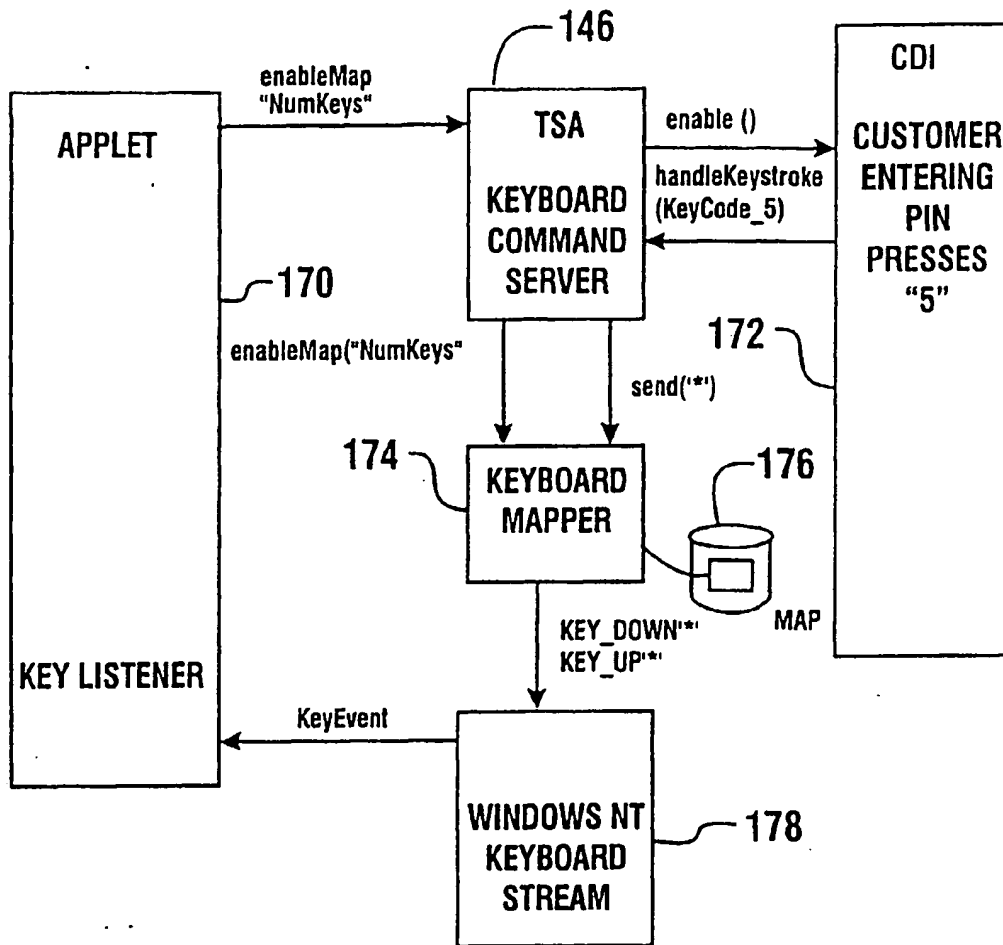 146
enableMap
"NumKeys"
APPLET
TSA
KEYBOARD
COMMAND
SERVER
enable ()
handleKeystroke
(KeyCode_5)
CDI
CUSTOMER
ENTERING
PIN
PRESSES
"5"
170
enableMap("NumKeys"
send('*')
172
174
KEYBOARD
MAPPER
176
MAP
KEY_DOWN'*'
KEY_UP'*'
KEY LISTENER
KeyEvent
WINDOWS NT
KEYBOARD
STREAM
178